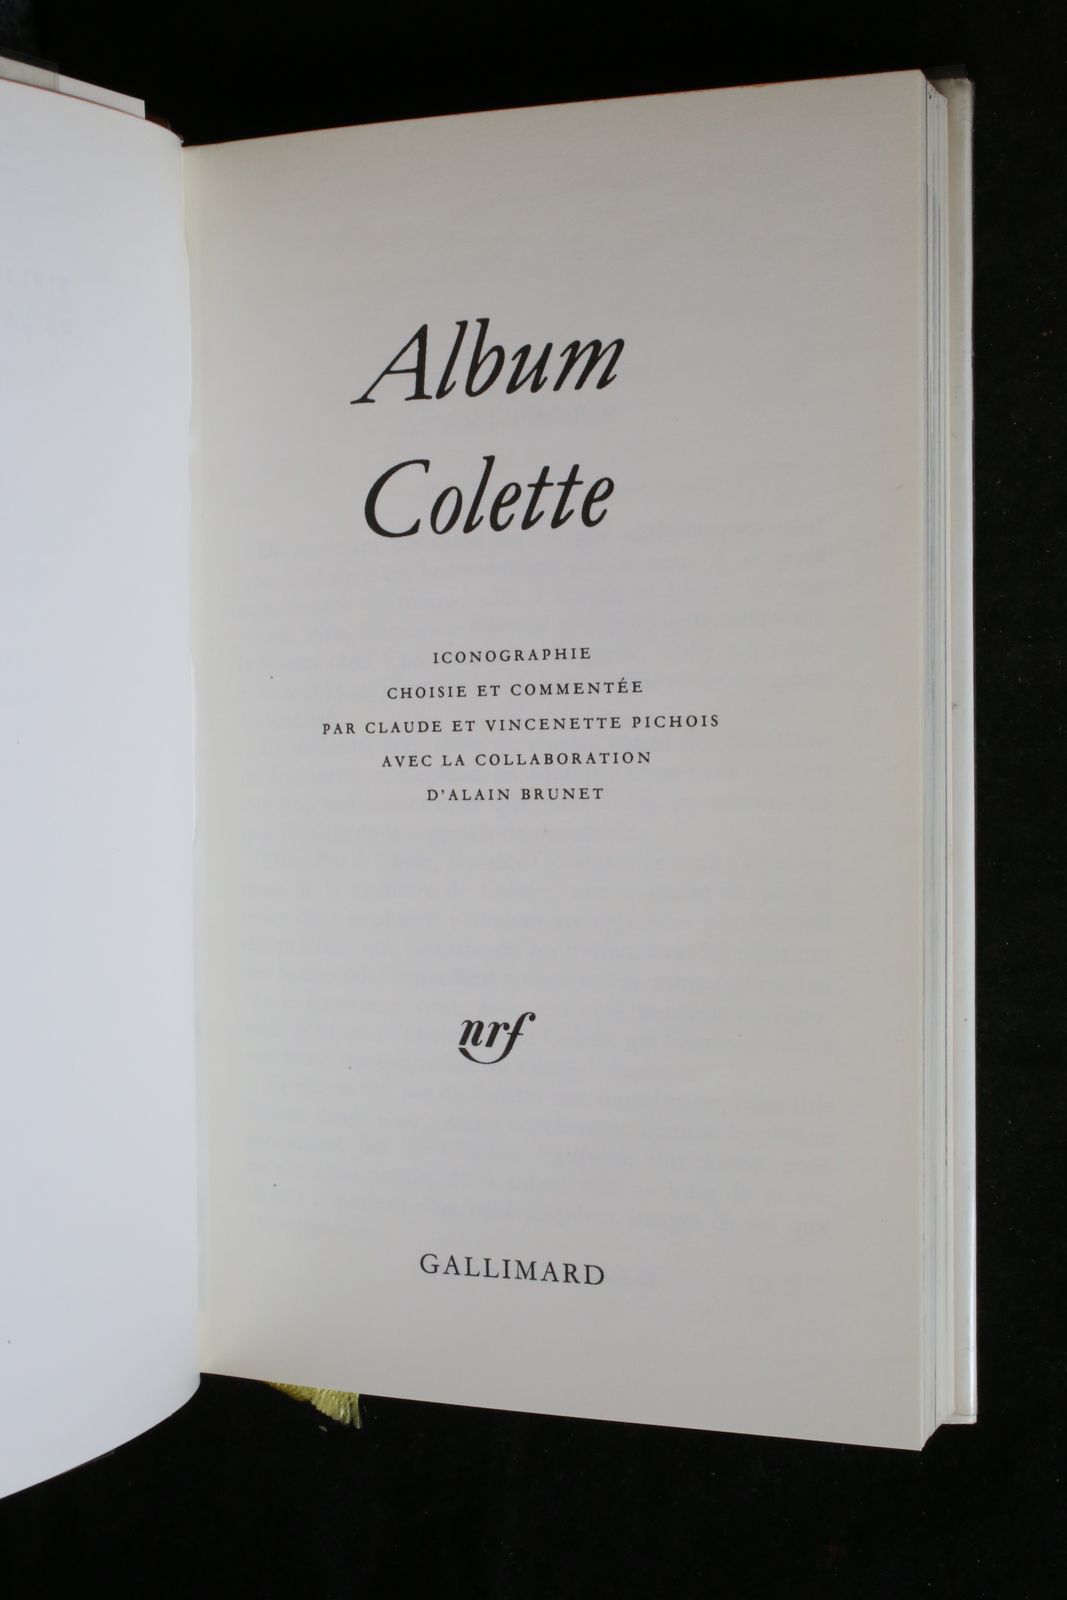 Album
Colette
ICONOGRAPHIE
CHOISIE ET COMMENTÉE
PAR CLAUDE ET VINCENETTE PICHOIS
AVEC LA COLLABORATION
D'ALAIN BRUNET
nrf
GALLIMARD